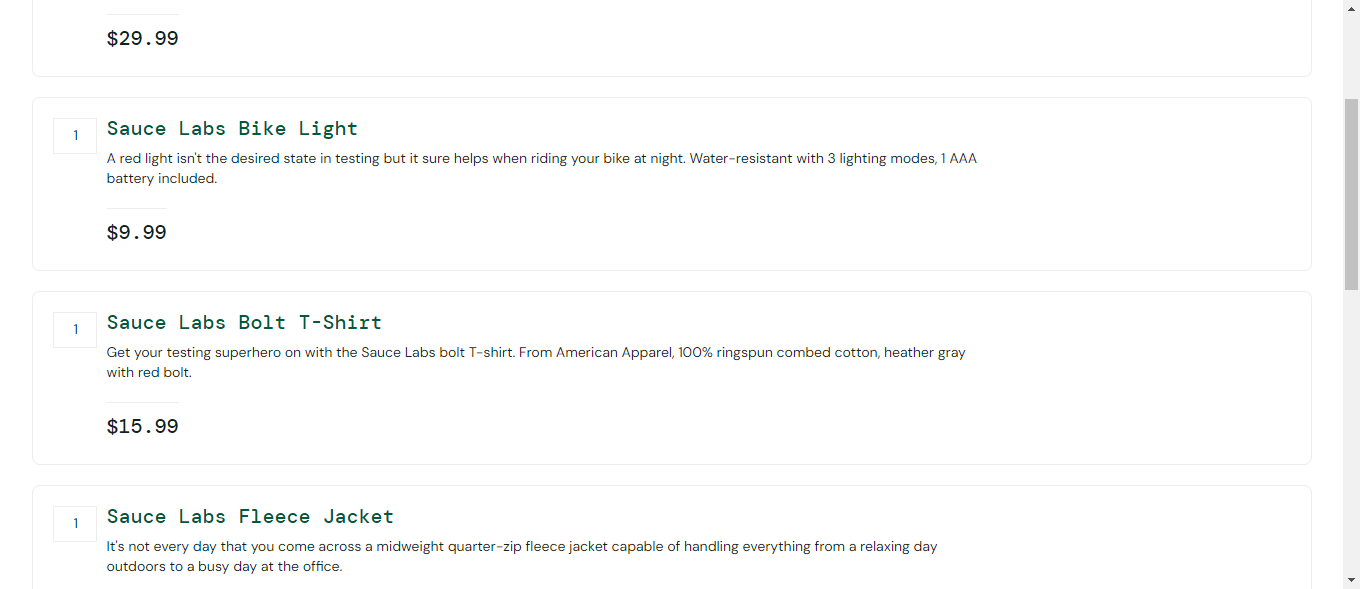 $29.99
1
Sauce Labs Bike Light
A red light isn't the desired state in testing but it sure helps when riding your bike at night. Water-resistant with 3 lighting modes, 1 AAA
battery included.
$9.99
1
Sauce Labs Bolt T-Shirt
Get your testing superhero on with the Sauce Labs bolt T-shirt. From American Apparel, 100% ringspun combed cotton, heather gray
with red bolt.
$15.99
1
Sauce Labs Fleece Jacket
It's not every day that you come across a midweight quarter-zip fleece jacket capable of handling everything from a relaxing day
outdoors to a busy day at the office.